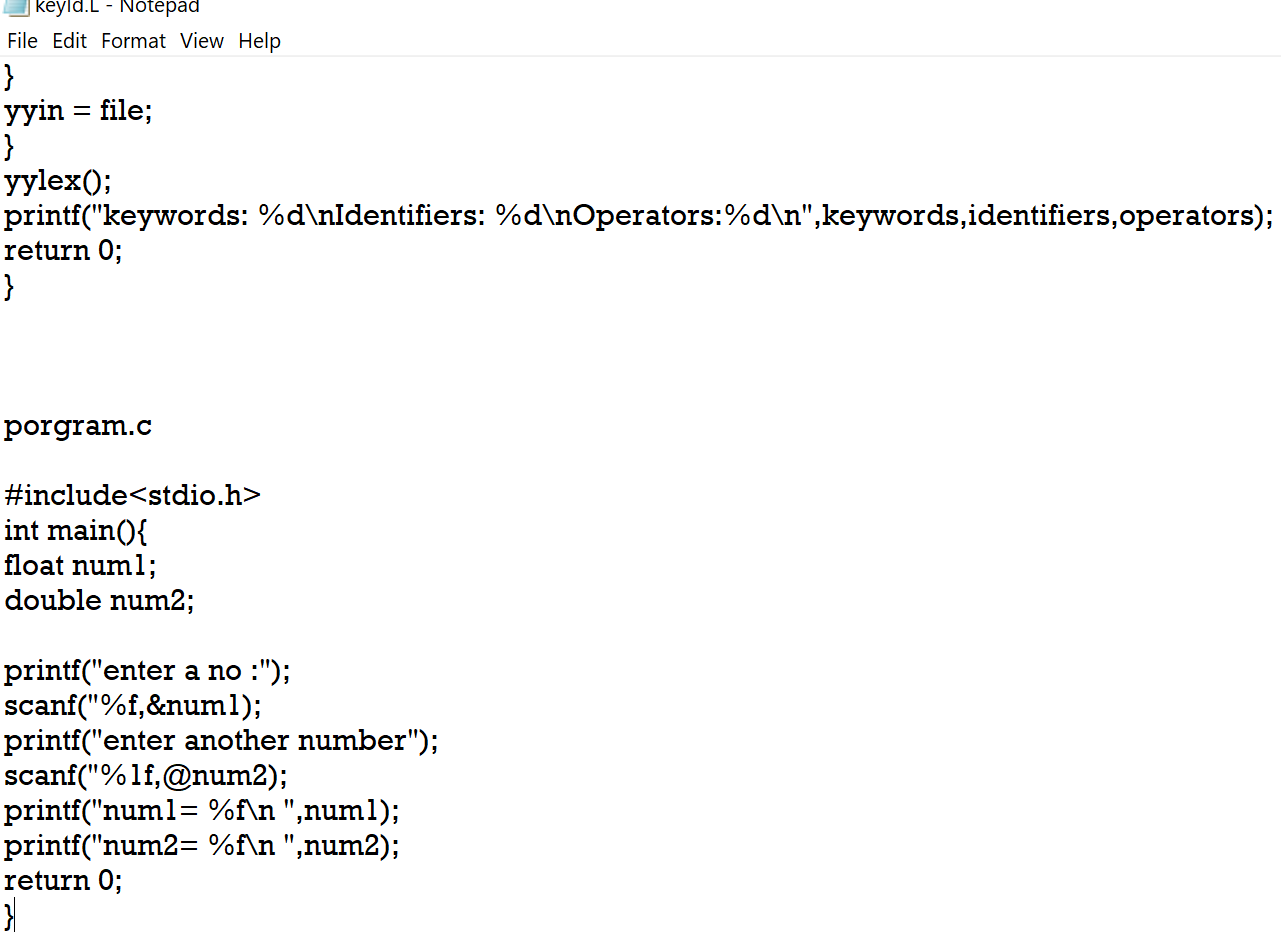 keyId.L - Notepad
File Edit Format View Help
}
yyin = file;
}
yylex();
printf("keywords: %d\nIdentifiers: %d\nOperators:%d\n",keywords,identifiers,operators);
return 0;
}
porgram.c
#include<stdio.h>
int main(){
float num1;
double num2;
printf("enter a no :");
scanf("%f,&num1);
printf("enter another number");
scanf("%1f,@num2);
printf("num1= %f\n ",num1);
printf("num2= %f\n ",num2);
return 0;
}